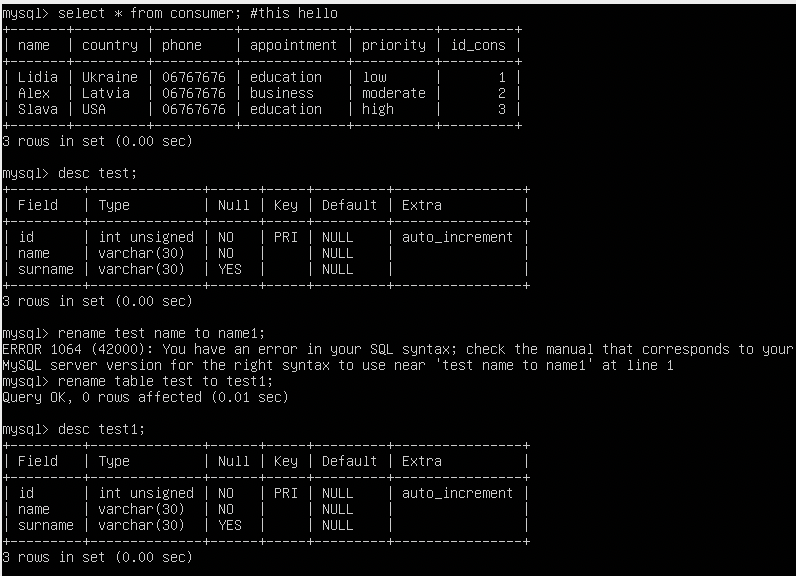 mysql> select * from consumer; #this hello
+-------+---------+----------+-------------+----------+---------+
| name  | country | phone    | appointment | priority | id_cons |
+-------+---------+----------+-------------+----------+---------+
| Lidia | Ukraine | 06767676 | education   | low      |       1 |
| Alex  | Latvia  | 06767676 | business    | moderate |       2 |
| Slava | USA     | 06767676 | education   | high     |       3 |
+-------+---------+----------+-------------+----------+---------+
3 rows in set (0.00 sec)
mysql> desc test;
+---------+--------------+------+-----+---------+----------------+
| Field   | Type         | Null | Key | Default | Extra          |
+---------+--------------+------+-----+---------+----------------+
| id      | int unsigned | NO   | PRI | NULL    | auto_increment |
| name    | varchar(30)  | NO   |     | NULL    |                |
| surname | varchar(30)  | YES  |     | NULL    |                |
+---------+--------------+------+-----+---------+----------------+
3 rows in set (0.00 sec)
mysql> rename test name to name1;
ERROR 1064 (42000): You have an error in your SQL syntax; check the manual that corresponds to your
MySQL server version for the right syntax to use near 'test name to name1' at line 1
mysql> rename table test to test1;
Query OK, 0 rows affected (0.01 sec)
mysql> desc test1;
+---------+--------------+------+-----+---------+----------------+
| Field   | Type         | Null | Key | Default | Extra          |
+---------+--------------+------+-----+---------+----------------+
| id      | int unsigned | NO   | PRI | NULL    | auto_increment |
| name    | varchar(30)  | NO   |     | NULL    |                |
| surname | varchar(30)  | YES  |     | NULL    |                |
+---------+--------------+------+-----+---------+----------------+
3 rows in set (0.00 sec)